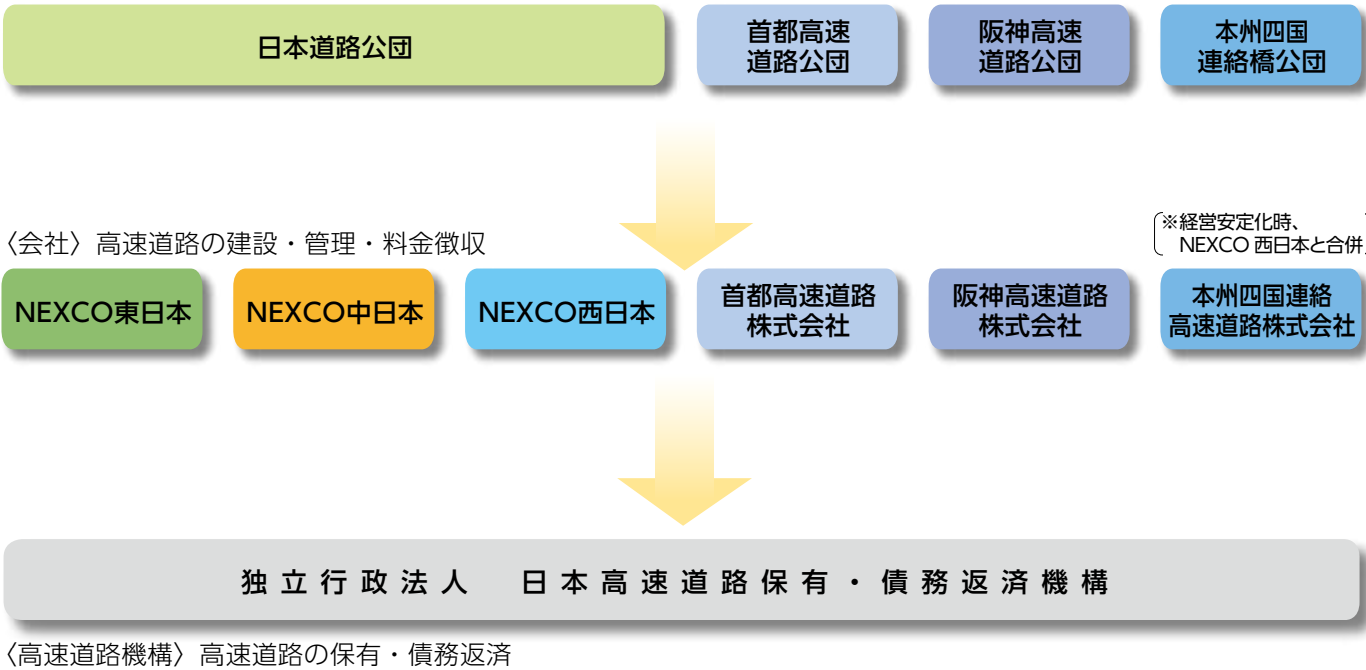 日本道路公団
首都高速
道路公団
阪神高速
道路公団
本州四国
連絡橋公団
〈会社〉高速道路の建設・管理・料金徴収
※経営安定化時、
NEXCO 西日本と合併
NEXCO東日本
NEXCO中日本
NEXCO西日本
首都高速道路
株式会社
阪神高速道路
株式会社
本州四国連絡
高速道路株式会社
独立行政法人　日本高速道路保有・債務返済機構
〈高速道路機構〉高速道路の保有・債務返済